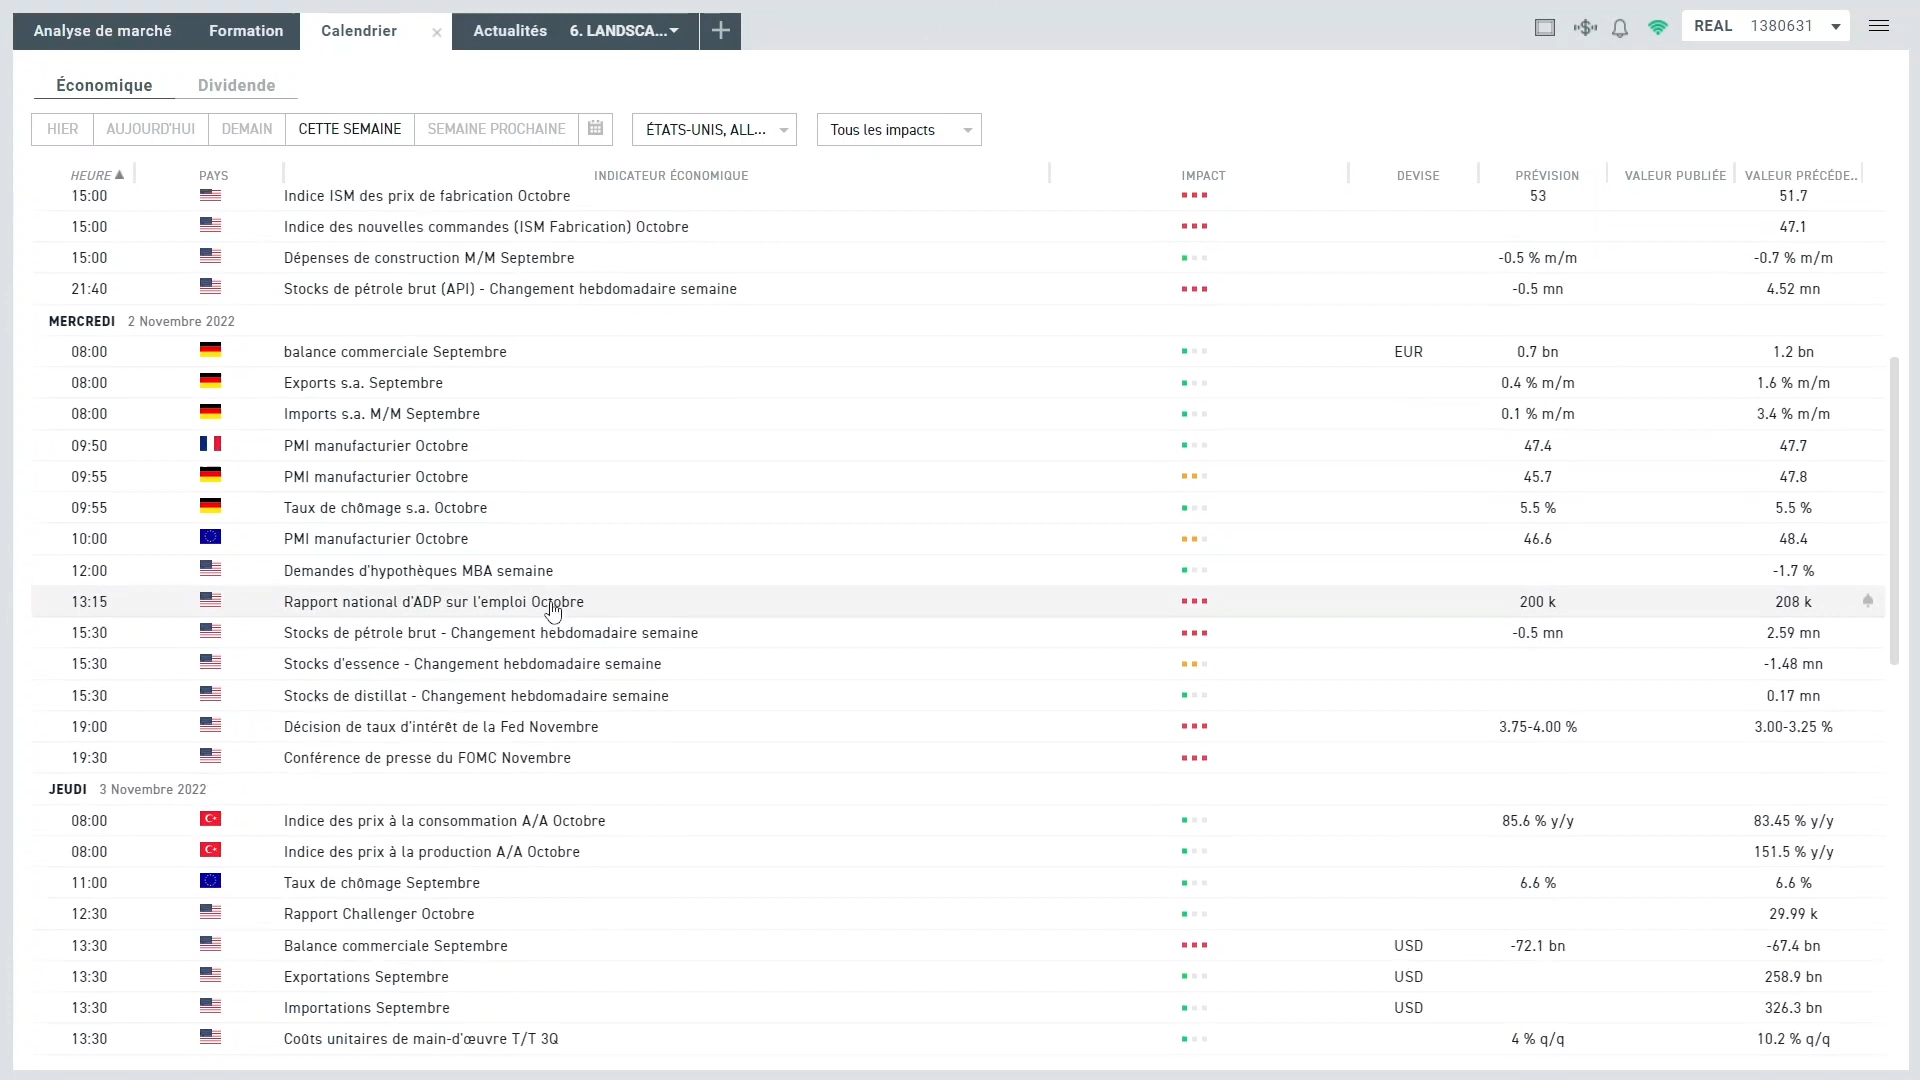 Analyse de marché Formation Calendrier Actualités 6. LANDSCA... REAL 1380631
Économique Dividende
HIER AUJOURD'HUI DEMAIN CETTE SEMAINE SEMAINE PROCHAINE ÉTATS-UNIS, ALL... Tous les impacts
HEURE PAYS INDICATEUR ÉCONOMIQUE IMPACT DEVISE PRÉVISION VALEUR PUBLIÉE VALEUR PRÉCÉDE..
15:00 Indice ISM des prix de fabrication Octobre 53 51.7
15:00 Indice des nouvelles commandes (ISM Fabrication) Octobre 47.1
15:00 Dépenses de construction M/M Septembre -0.5 % m/m -0.7 % m/m
21:40 Stocks de pétrole brut (API) - Changement hebdomadaire semaine -0.5 mn 4.52 mn
MERCREDI 2 Novembre 2022
08:00 balance commerciale Septembre EUR 0.7 bn 1.2 bn
08:00 Exports s.a. Septembre 0.4 % m/m 1.6 % m/m
08:00 Imports s.a. M/M Septembre 0.1 % m/m 3.4 % m/m
09:50 PMI manufacturier Octobre 47.4 47.7
09:55 PMI manufacturier Octobre 45.7 47.8
09:55 Taux de chômage s.a. Octobre 5.5 % 5.5 %
10:00 PMI manufacturier Octobre 46.6 48.4
12:00 Demandes d'hypothèques MBA semaine -1.7 %
13:15 Rapport national d'ADP sur l'emploi Octobre 200 k 208 k
15:30 Stocks de pétrole brut - Changement hebdomadaire semaine -0.5 mn 2.59 mn
15:30 Stocks d'essence - Changement hebdomadaire semaine -1.48 mn
15:30 Stocks de distillat - Changement hebdomadaire semaine 0.17 mn
19:00 Décision de taux d'intérêt de la Fed Novembre 3.75-4.00 % 3.00-3.25 %
19:30 Conférence de presse du FOMC Novembre
JEUDI 3 Novembre 2022
08:00 Indice des prix à la consommation A/A Octobre 85.6 % y/y 83.45 % y/y
08:00 Indice des prix à la production A/A Octobre 151.5 % y/y
11:00 Taux de chômage Septembre 6.6 % 6.6 %
12:30 Rapport Challenger Octobre 29.99 k
13:30 Balance commerciale Septembre USD -72.1 bn -67.4 bn
13:30 Exportations Septembre USD 258.9 bn
13:30 Importations Septembre USD 326.3 bn
13:30 Coûts unitaires de main-d'œuvre T/T 3Q 4 % q/q 10.2 % q/q